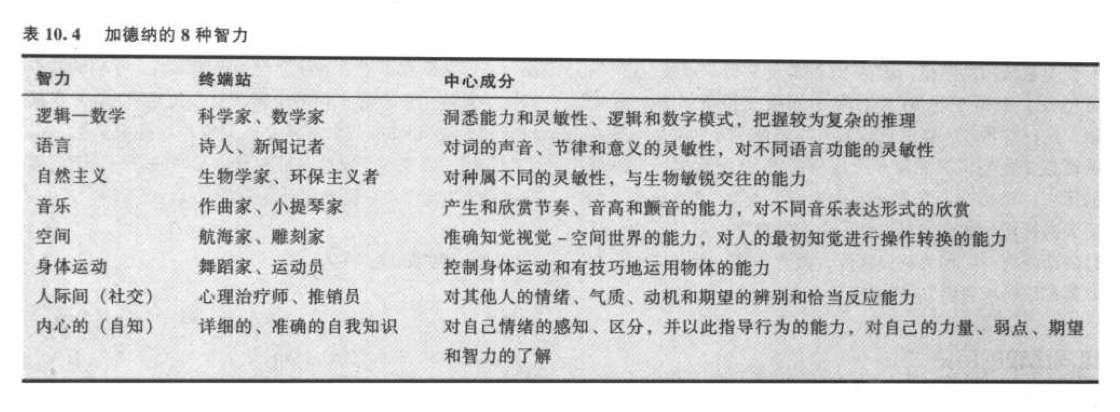 表 10.4 加德纳的 8 种智力
智力 终端站 中心成分
逻辑—数学 科学家、数学家 洞悉能力和灵敏性、逻辑和数字模式，把握较为复杂的推理
语言 诗人、新闻记者 对词的声音、节律和意义的灵敏性，对不同语言功能的灵敏性
自然主义 生物学家、环保主义者 对种属不同的灵敏性，与生物敏锐交往的能力
音乐 作曲家、小提琴家 产生和欣赏节奏、音高和颤音的能力，对不同音乐表达形式的欣赏
空间 航海家、雕刻家 准确知觉视觉－空间世界的能力，对人的最初知觉进行操作转换的能力
身体运动 舞蹈家、运动员 控制身体运动和有技巧地运用物体的能力
人际间（社交） 心理治疗师、推销员 对其他人的情绪、气质、动机和期望的辨别和恰当反应能力
内心的（自知） 详细的、准确的自我知识 对自己情绪的感知、区分，并以此指导行为的能力，对自己的力量、弱点、期望
和智力的了解